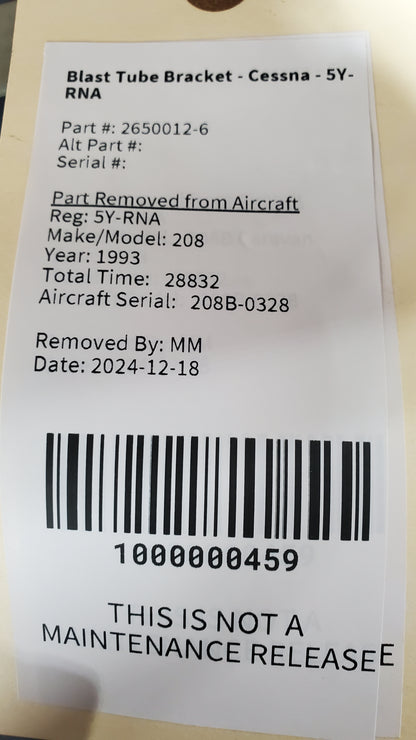 Blast Tube Bracket - Cessna - 5Y-
RNA
Part #: 2650012-6
Alt Part #:
Serial #:
Part Removed from Aircraft
Reg: 5Y-RNA
Make/Model: 208
Year: 1993
Total Time: 28832
Aircraft Serial: 208B-0328
Removed By: MM
Date: 2024-12-18
1000000459
THIS IS NOT A
MAINTENANCE RELEASE
E